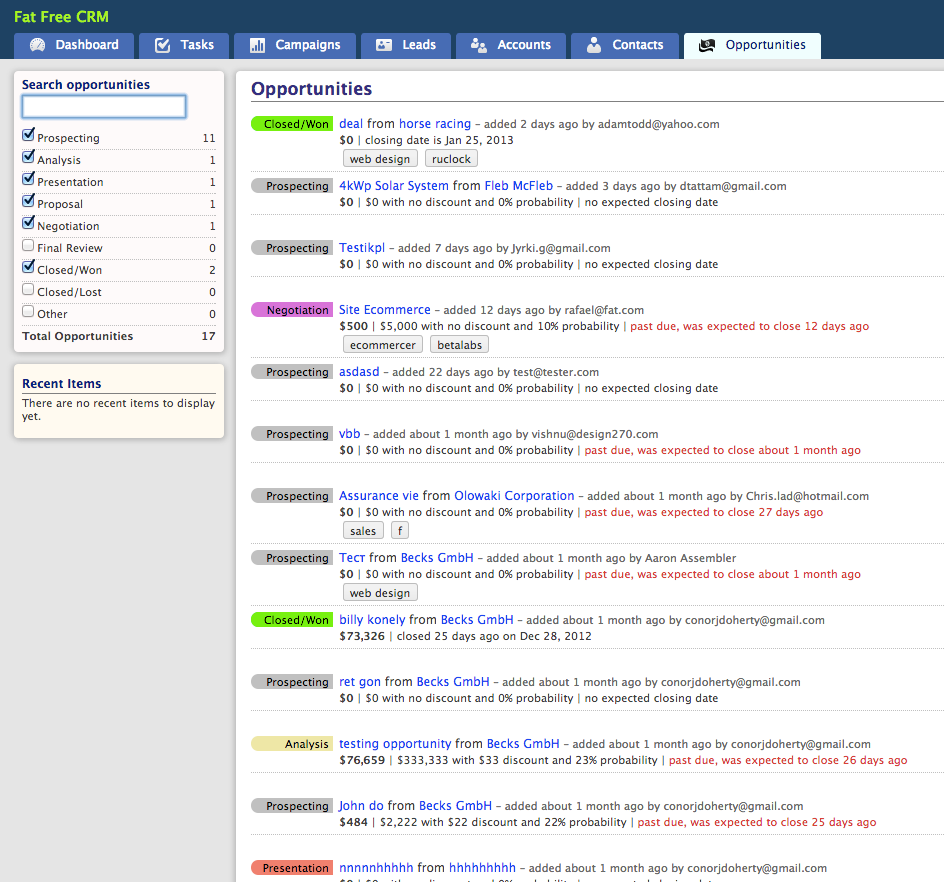 Fat Free CRM
Dashboard Tasks Campaigns Leads Accounts Contacts Opportunities
Search opportunities
Prospecting 11
Analysis 1
Presentation 1
Proposal 1
Negotiation 1
Final Review 0
Closed/Won 2
Closed/Lost 0
Other 0
Total Opportunities 17
Recent Items
There are no recent items to display
yet.
Opportunities
Closed/Won deal from horse racing – added 2 days ago by adamtodd@yahoo.com
$0 | closing date is Jan 25, 2013
web design ruclock
Prospecting 4kWp Solar System from Fleb McFleb – added 3 days ago by dtattam@gmail.com
$0 | $0 with no discount and 0% probability | no expected closing date
Prospecting Testikpl – added 7 days ago by Jyrki.g@gmail.com
$0 | $0 with no discount and 0% probability | no expected closing date
Negotiation Site Ecommerce – added 12 days ago by rafael@fat.com
$500 | $5,000 with no discount and 10% probability | past due, was expected to close 12 days ago
ecommercer betalabs
Prospecting asdasd – added 22 days ago by test@tester.com
$0 | $0 with no discount and 0% probability | no expected closing date
Prospecting vbb – added about 1 month ago by vishnu@design270.com
$0 | $0 with no discount and 0% probability | past due, was expected to close about 1 month ago
Prospecting Assurance vie from Olowaki Corporation – added about 1 month ago by Chris.lad@hotmail.com
$0 | $0 with no discount and 0% probability | past due, was expected to close 27 days ago
sales f
Prospecting Тест from Becks GmbH – added about 1 month ago by Aaron Assembler
$0 | $0 with no discount and 0% probability | past due, was expected to close about 1 month ago
web design
Closed/Won billy konely from Becks GmbH – added about 1 month ago by conorjdoherty@gmail.com
$73,326 | closed 25 days ago on Dec 28, 2012
Prospecting ret gon from Becks GmbH – added about 1 month ago by conorjdoherty@gmail.com
$0 | $0 with no discount and 0% probability | no expected closing date
Analysis testing opportunity from Becks GmbH – added about 1 month ago by conorjdoherty@gmail.com
$76,659 | $333,333 with $33 discount and 23% probability | past due, was expected to close 26 days ago
Prospecting John do from Becks GmbH – added about 1 month ago by conorjdoherty@gmail.com
$484 | $2,222 with $22 discount and 22% probability | past due, was expected to close 25 days ago
Presentation nnnnnhhhhh from hhhhhhhhh – added about 1 month ago by conorjdoherty@gmail.com